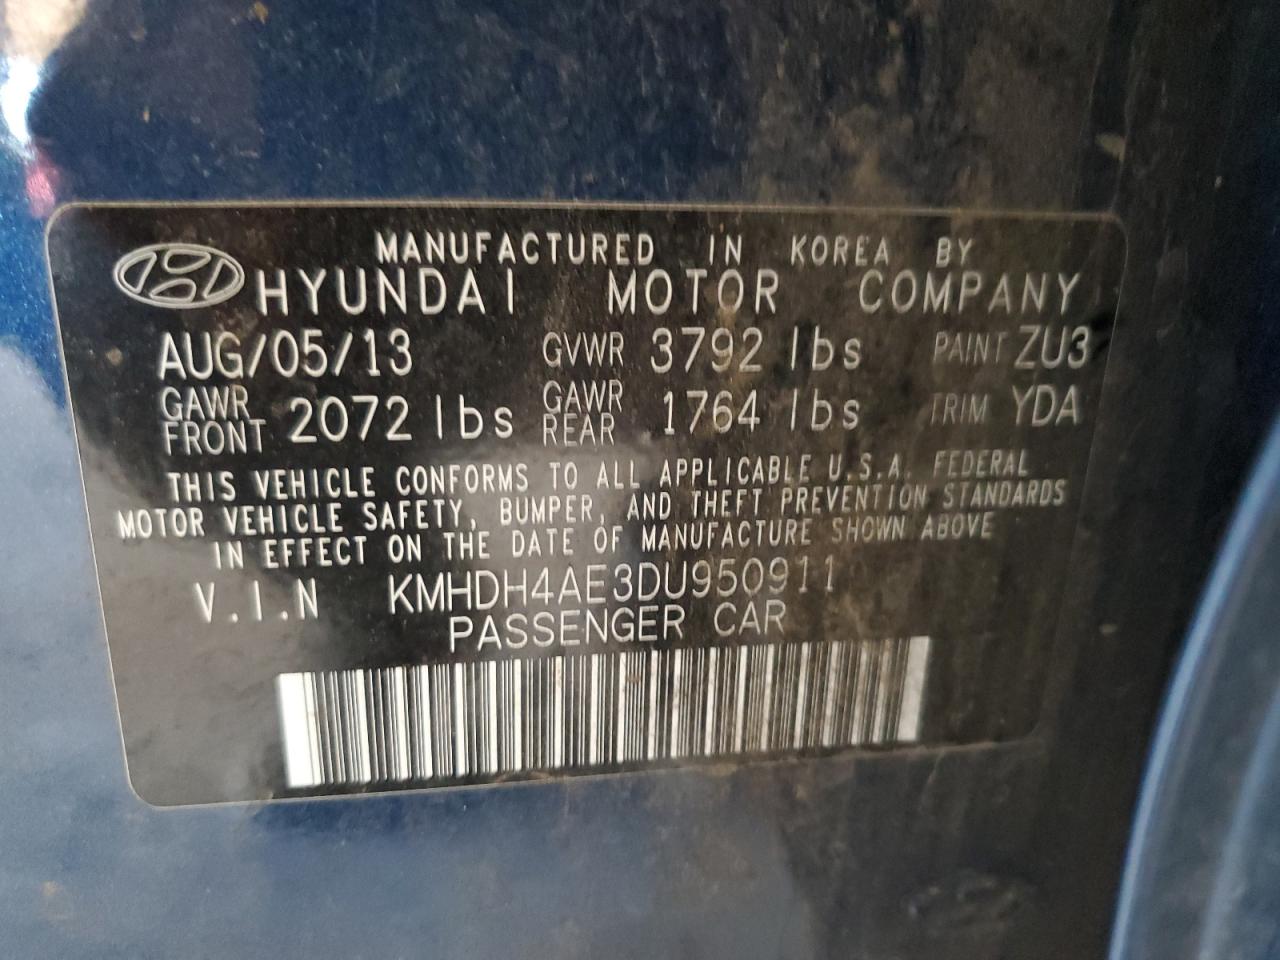 MANUFACTURED IN KOREA BY
HYUNDAI MOTOR COMPANY
AUG/05/13 GVWR 3792 lbs PAINT ZU3
GAWR FRONT 2072 lbs GAWR REAR 1764 lbs TRIM YDA
THIS VEHICLE CONFORMS TO ALL APPLICABLE U.S.A. FEDERAL
MOTOR VEHICLE SAFETY, BUMPER, AND THEFT PREVENTION STANDARDS
IN EFFECT ON THE DATE OF MANUFACTURE SHOWN ABOVE
V.I.N KMHDH4AE3DU950911
PASSENGER CAR